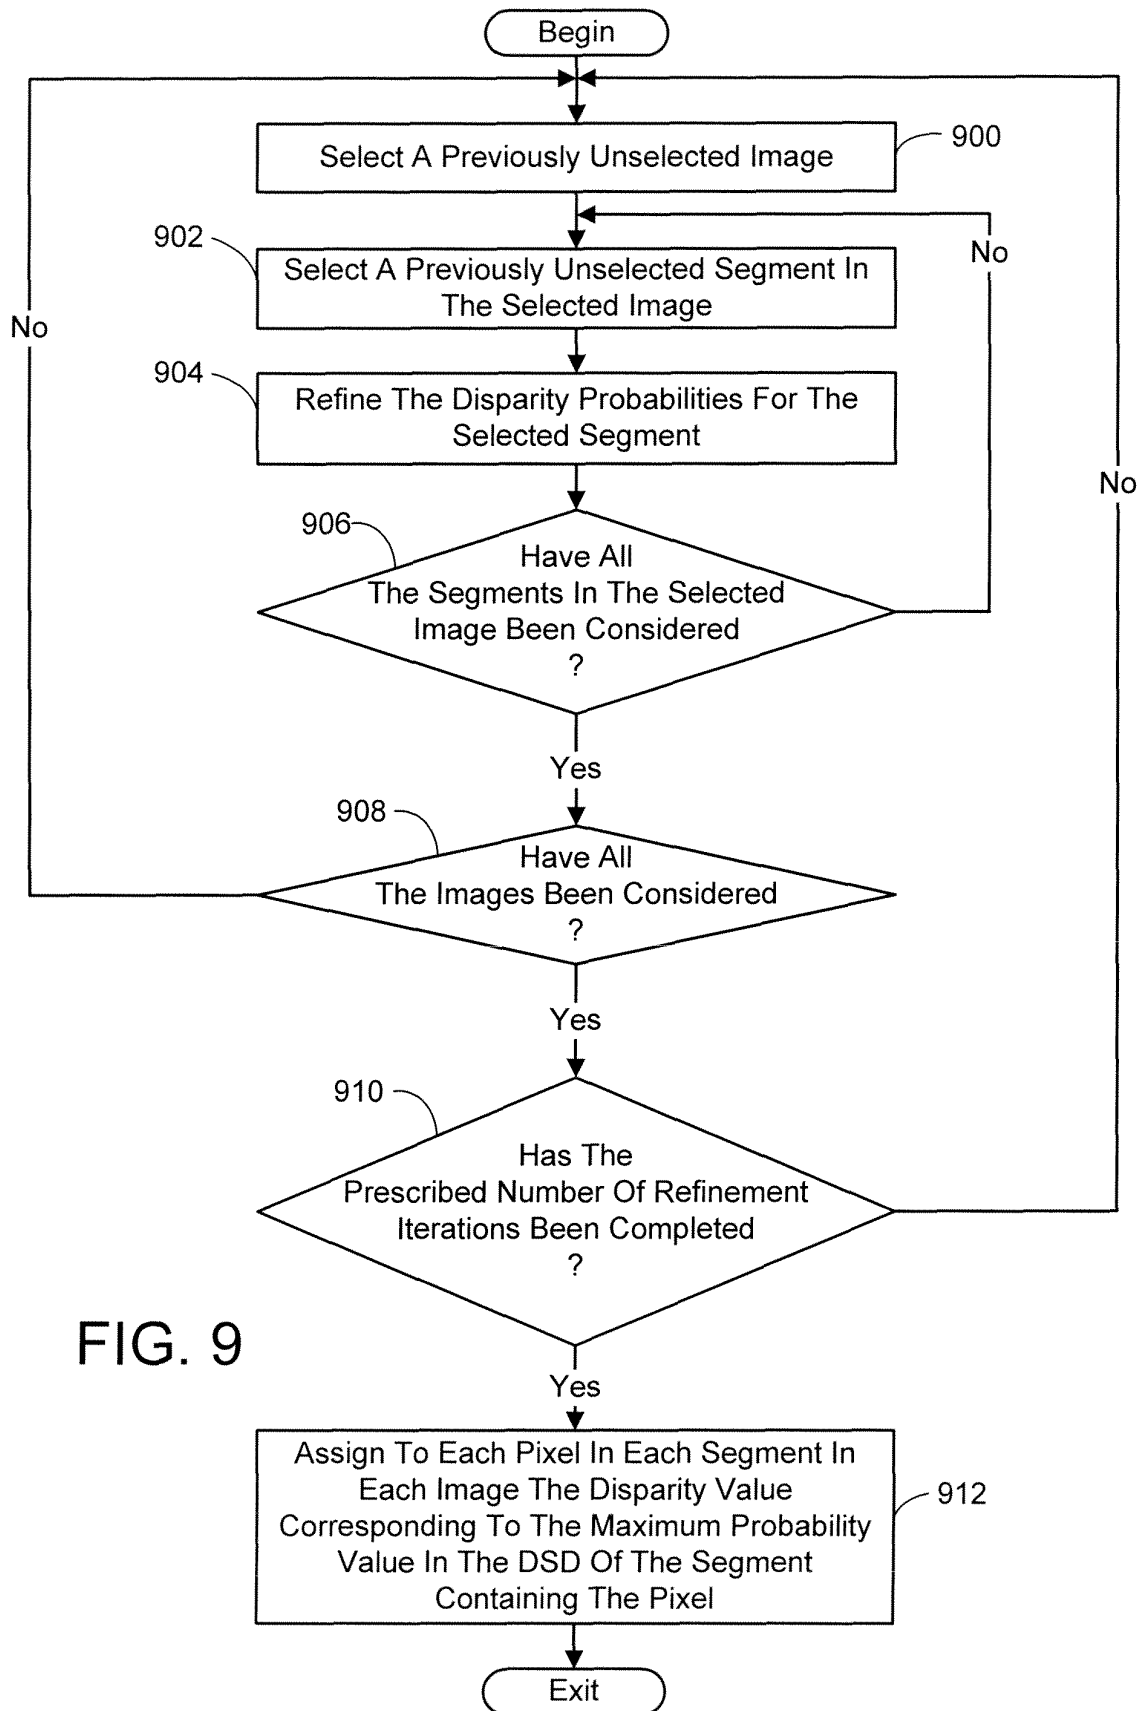 Begin
Select A Previously Unselected Image
900
No
902
Select A Previously Unselected Segment In
The Selected Image
No
904
Refine The Disparity Probabilities For The
Selected Segment
No
906
Have All
The Segments In The Selected
Image Been Considered
?
Yes
908
Have All
The Images Been Considered
?
Yes
910
Has The
Prescribed Number Of Refinement
Iterations Been Completed
?
FIG. 9
Yes
Assign To Each Pixel In Each Segment In
Each Image The Disparity Value
Corresponding To The Maximum Probability
Value In The DSD Of The Segment
Containing The Pixel
912
Exit